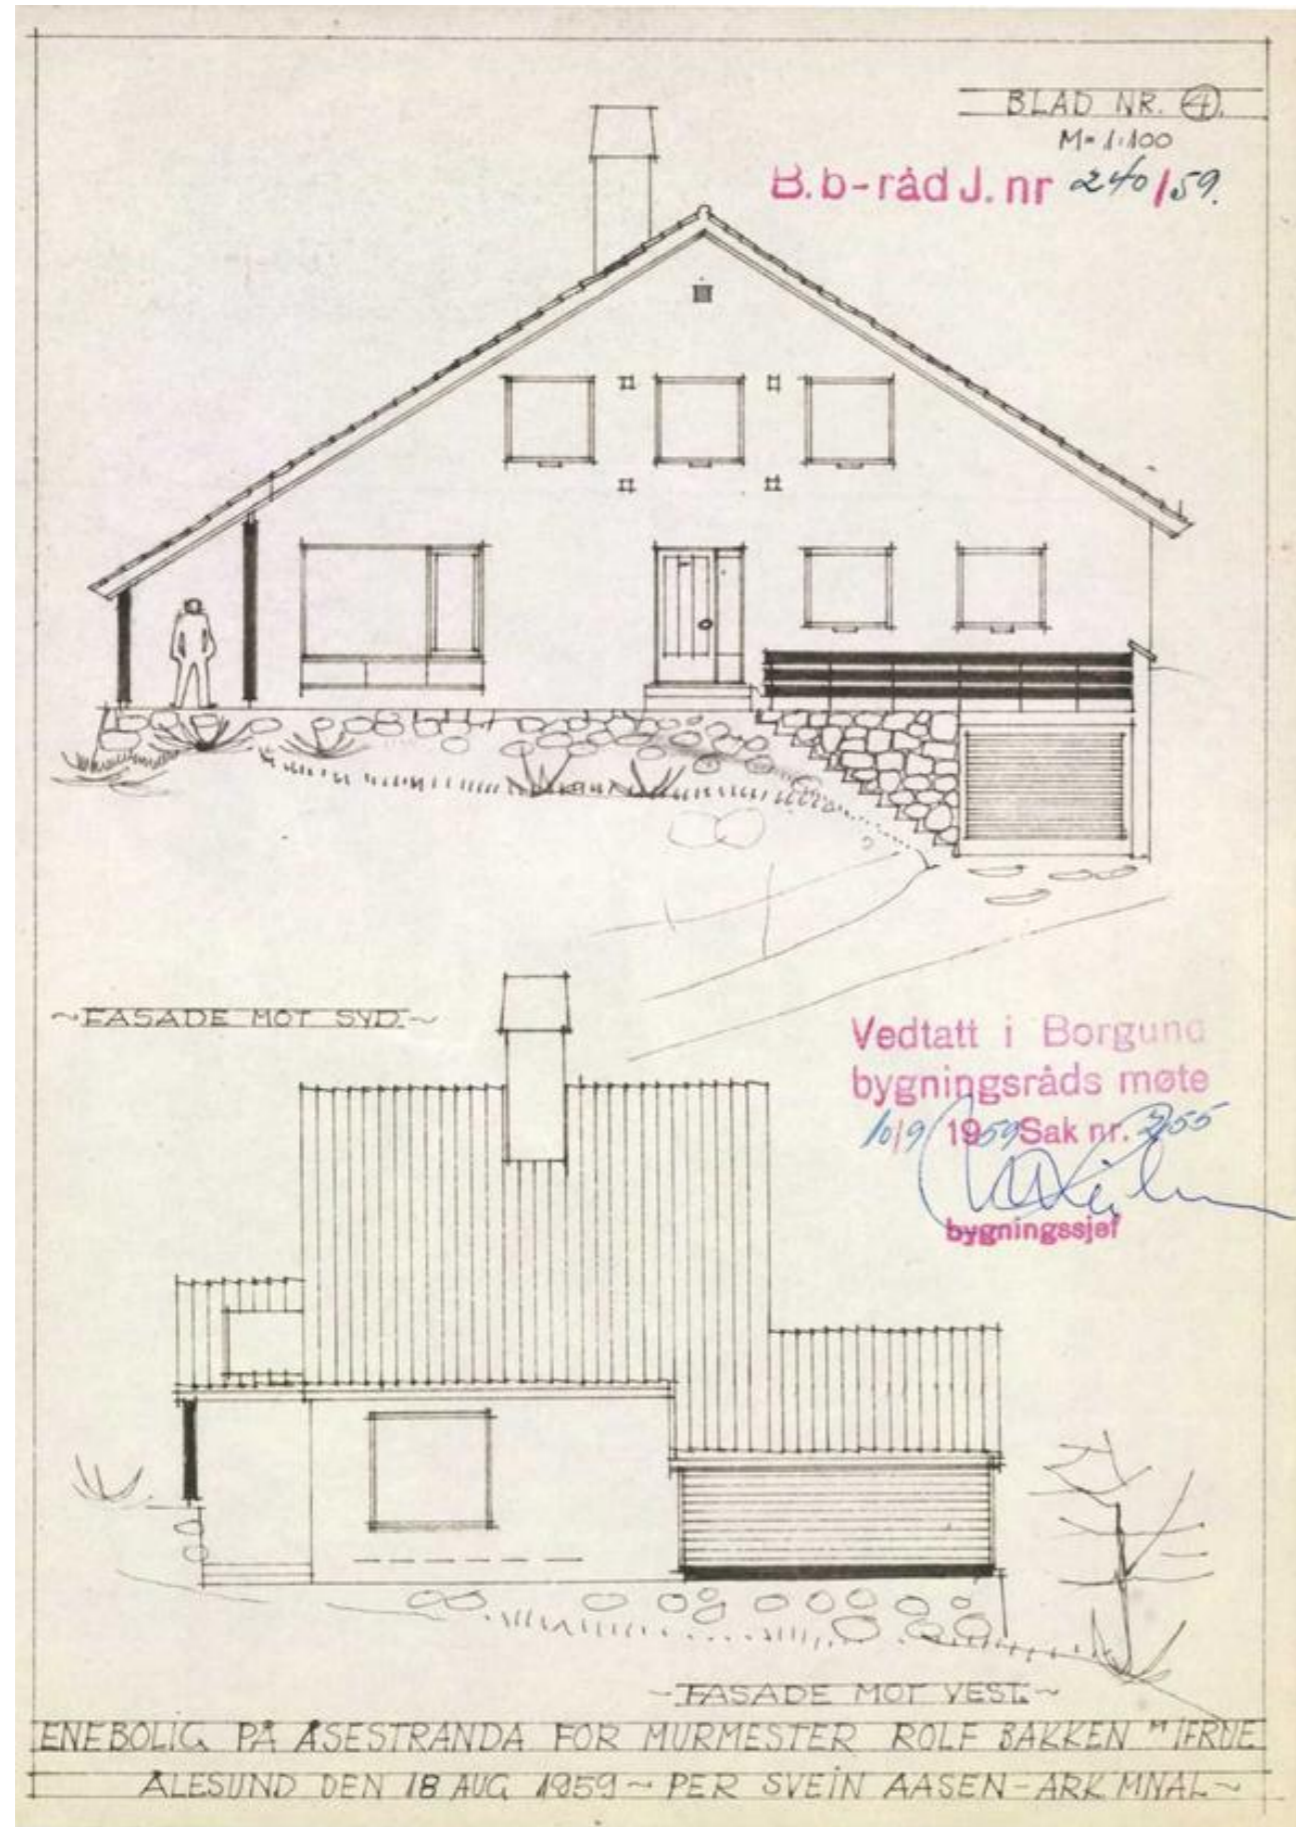 BLAD NR. 4.
M= 1:100
B.b-råd J. nr 240/59.
~FASADE MOT SYD.~
Vedtatt i Borgund
bygningsråds møte
10/9 1959 Sak nr. 255
bygningssjef
~FASADE MOT VEST.~
ENEBOLIG PÅ ÅSESTRANDA FOR MURMESTER ROLF BAKKEN M/FRUE
ÅLESUND DEN 18 AUG 1959 ~ PER SVEIN AASEN - ARK MNAL ~